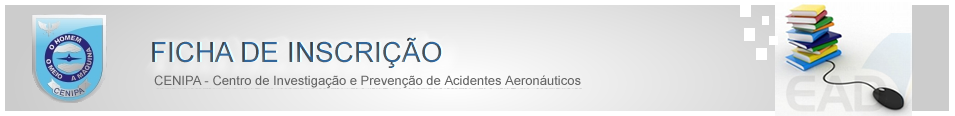 O HOMEM
O MEIO A MÁQUINA
CENIPA
FICHA DE INSCRIÇÃO
CENIPA - Centro de Investigação e Prevenção de Acidentes Aeronáuticos
EAD